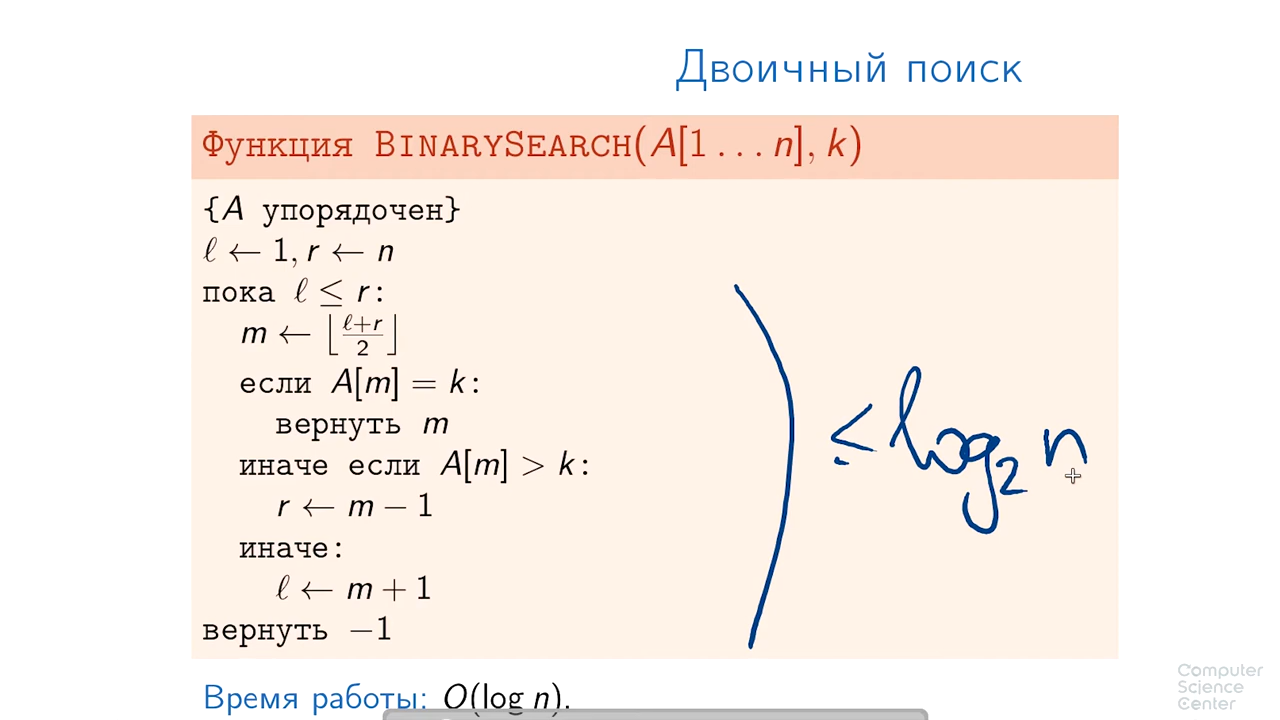 Двоичный поиск
Функция BINARYSEARCH(A[1 … n], k)
{A упорядочен}
ℓ ← 1, r ← n
пока ℓ ≤ r:
m ← ⌊(ℓ+r)/2⌋
если A[m] = k:
вернуть m
иначе если A[m] > k:
r ← m − 1
иначе:
ℓ ← m + 1
вернуть −1
≤ log₂ n
Время работы: O(log n).
Computer
Science
Center